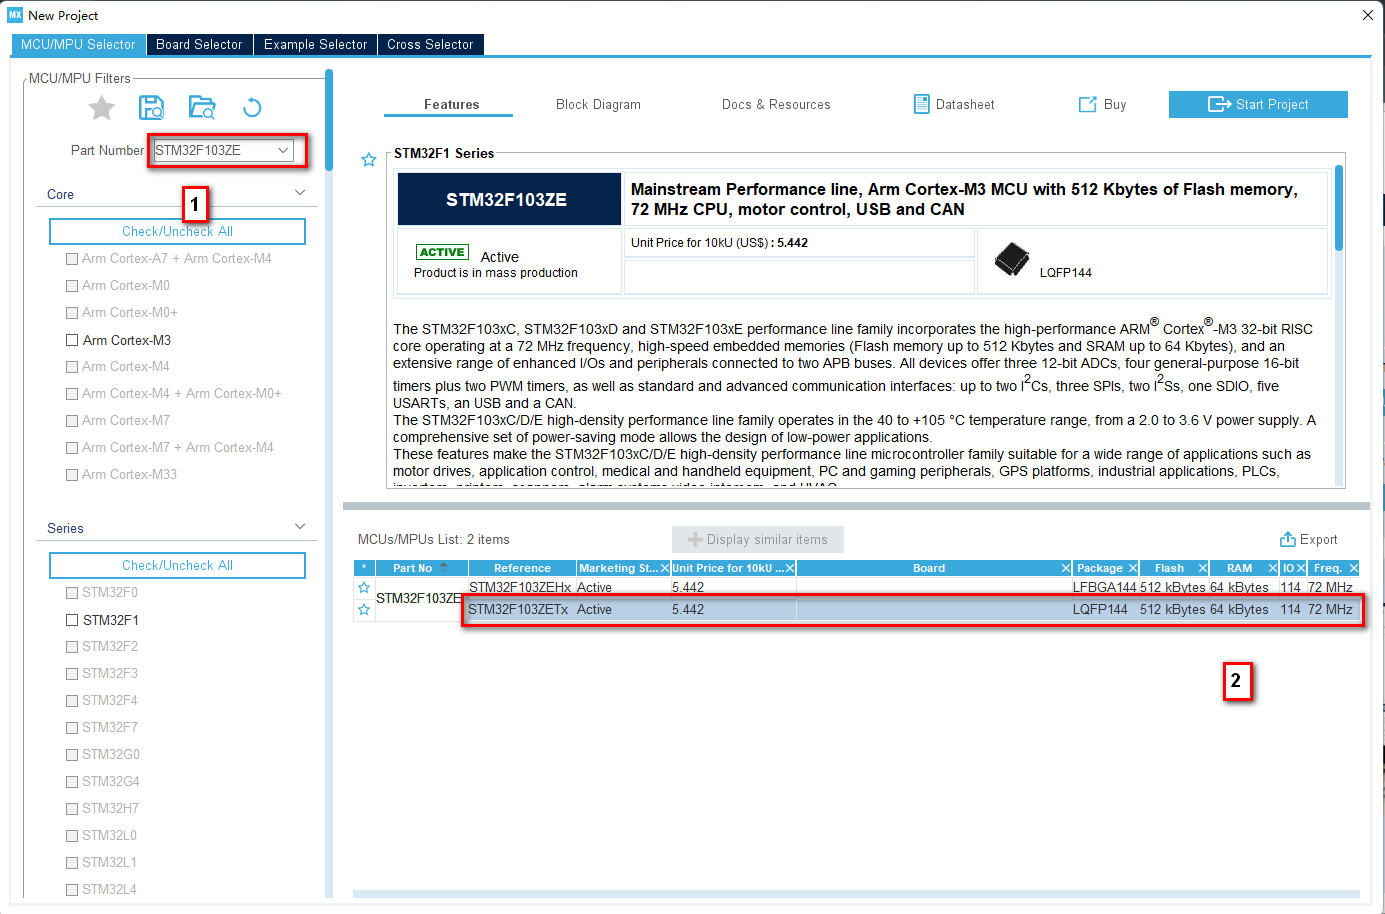 MX New Project
MCU/MPU Selector Board Selector Example Selector Cross Selector
MCU/MPU Filters
Part Number STM32F103ZE
1
Core
Check/Uncheck All
Arm Cortex-A7 + Arm Cortex-M4
Arm Cortex-M0
Arm Cortex-M0+
Arm Cortex-M3
Arm Cortex-M4
Arm Cortex-M4 + Arm Cortex-M0+
Arm Cortex-M7
Arm Cortex-M7 + Arm Cortex-M4
Arm Cortex-M33
Series
Check/Uncheck All
STM32F0
STM32F1
STM32F2
STM32F3
STM32F4
STM32F7
STM32G0
STM32G4
STM32H7
STM32L0
STM32L1
STM32L4
Features Block Diagram Docs & Resources Datasheet Buy Start Project
STM32F1 Series
STM32F103ZE
Mainstream Performance line, Arm Cortex-M3 MCU with 512 Kbytes of Flash memory,
72 MHz CPU, motor control, USB and CAN
ACTIVE Active
Product is in mass production
Unit Price for 10kU (US$) : 5.442
LQFP144
The STM32F103xC, STM32F103xD and STM32F103xE performance line family incorporates the high-performance ARM® Cortex®-M3 32-bit RISC
core operating at a 72 MHz frequency, high-speed embedded memories (Flash memory up to 512 Kbytes and SRAM up to 64 Kbytes), and an
extensive range of enhanced I/Os and peripherals connected to two APB buses. All devices offer three 12-bit ADCs, four general-purpose 16-bit
timers plus two PWM timers, as well as standard and advanced communication interfaces: up to two I²Cs, three SPIs, two I²Ss, one SDIO, five
USARTs, an USB and a CAN.
The STM32F103xC/D/E high-density performance line family operates in the 40 to +105 °C temperature range, from a 2.0 to 3.6 V power supply. A
comprehensive set of power-saving mode allows the design of low-power applications.
These features make the STM32F103xC/D/E high-density performance line microcontroller family suitable for a wide range of applications such as
motor drives, application control, medical and handheld equipment, PC and gaming peripherals, GPS platforms, industrial applications, PLCs,
MCUs/MPUs List: 2 items Display similar items Export
* Part No Reference Marketing St... Unit Price for 10kU ... Board Package Flash RAM IO Freq.
STM32F103ZE
STM32F103ZEHx Active 5.442 LFBGA144 512 kBytes 64 kBytes 114 72 MHz
STM32F103ZETx Active 5.442 LQFP144 512 kBytes 64 kBytes 114 72 MHz
2